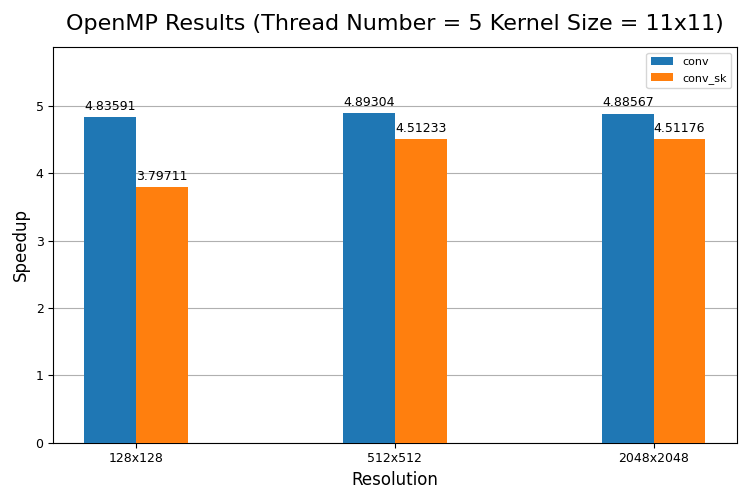 OpenMP Results (Thread Number = 5 Kernel Size = 11x11)
conv
conv_sk
4.83591
3.79711
4.89304
4.51233
4.88567
4.51176
5
4
3
2
1
0
Speedup
128x128
512x512
2048x2048
Resolution